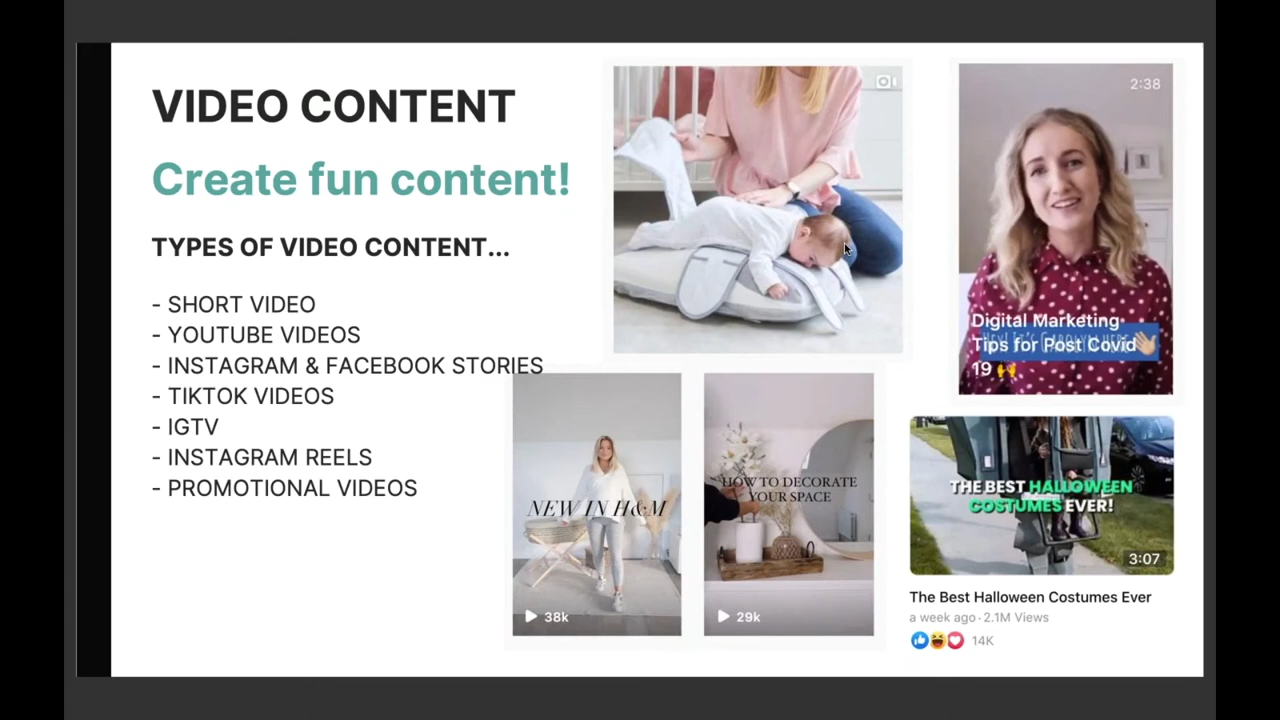 VIDEO CONTENT
Create fun content!
TYPES OF VIDEO CONTENT...
- SHORT VIDEO
- YOUTUBE VIDEOS
- INSTAGRAM & FACEBOOK STORIES
- TIKTOK VIDEOS
- IGTV
- INSTAGRAM REELS
- PROMOTIONAL VIDEOS
2:38
Digital Marketing
Tips for Post Covid
19 🙌
NEW IN H&M
38k
HOW TO DECORATE
YOUR SPACE
29k
THE BEST HALLOWEEN
COSTUMES EVER!
3:07
The Best Halloween Costumes Ever
a week ago · 2.1M Views
14K